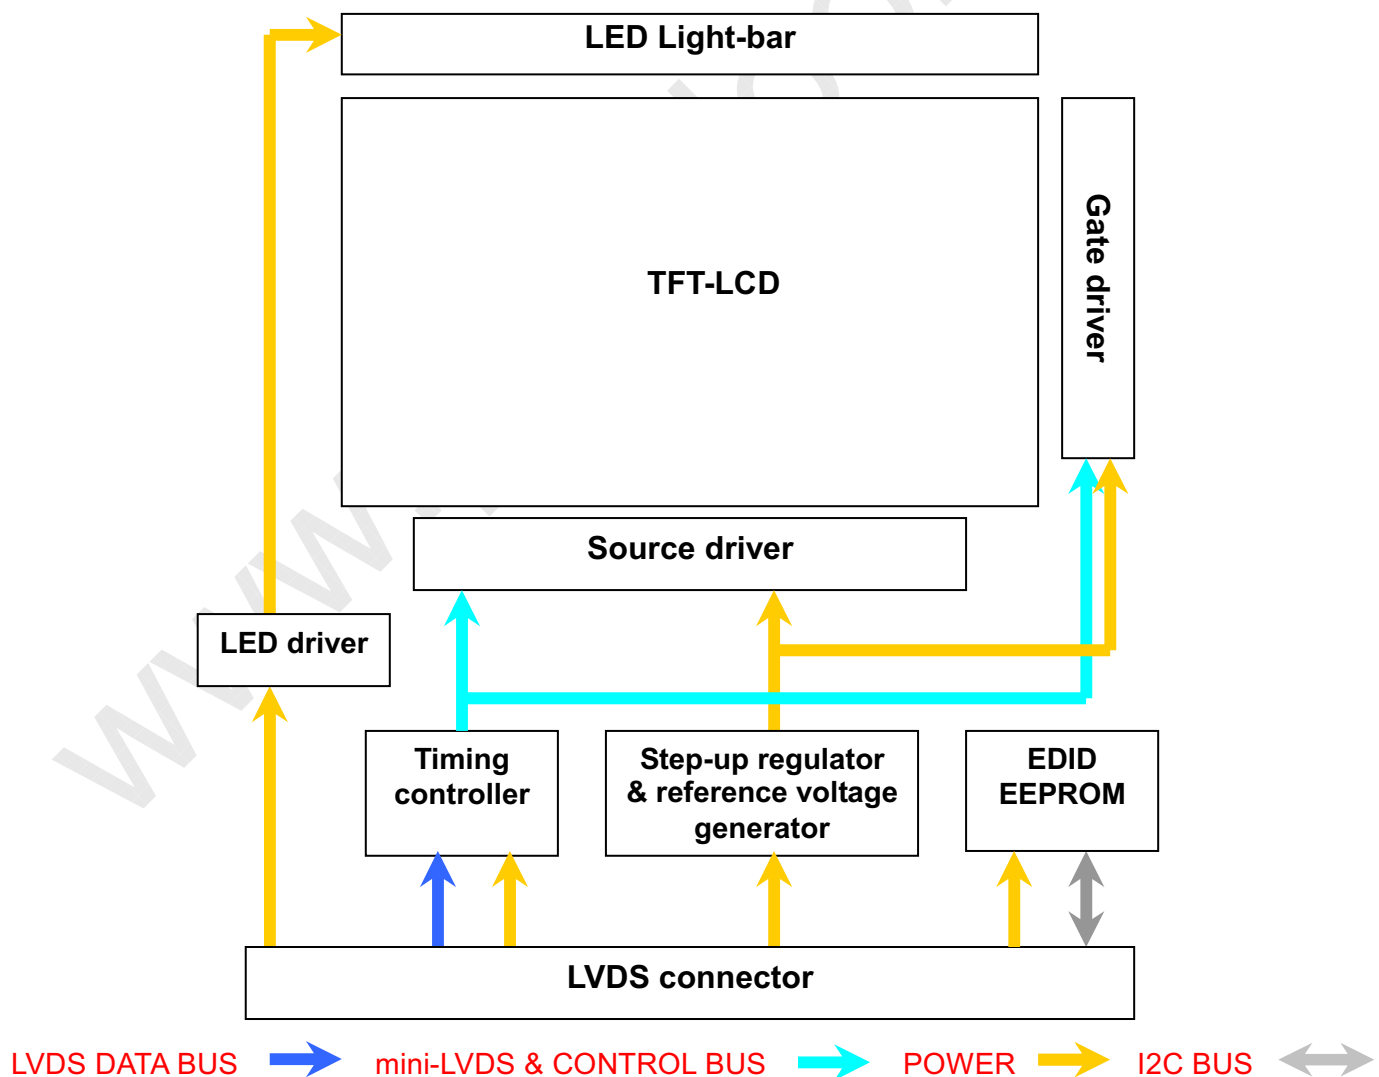 LED Light-bar
TFT-LCD
Gate driver
Source driver
LED driver
Timing
controller
Step-up regulator
& reference voltage
generator
EDID
EEPROM
LVDS connector
LVDS DATA BUS mini-LVDS & CONTROL BUS POWER I2C BUS